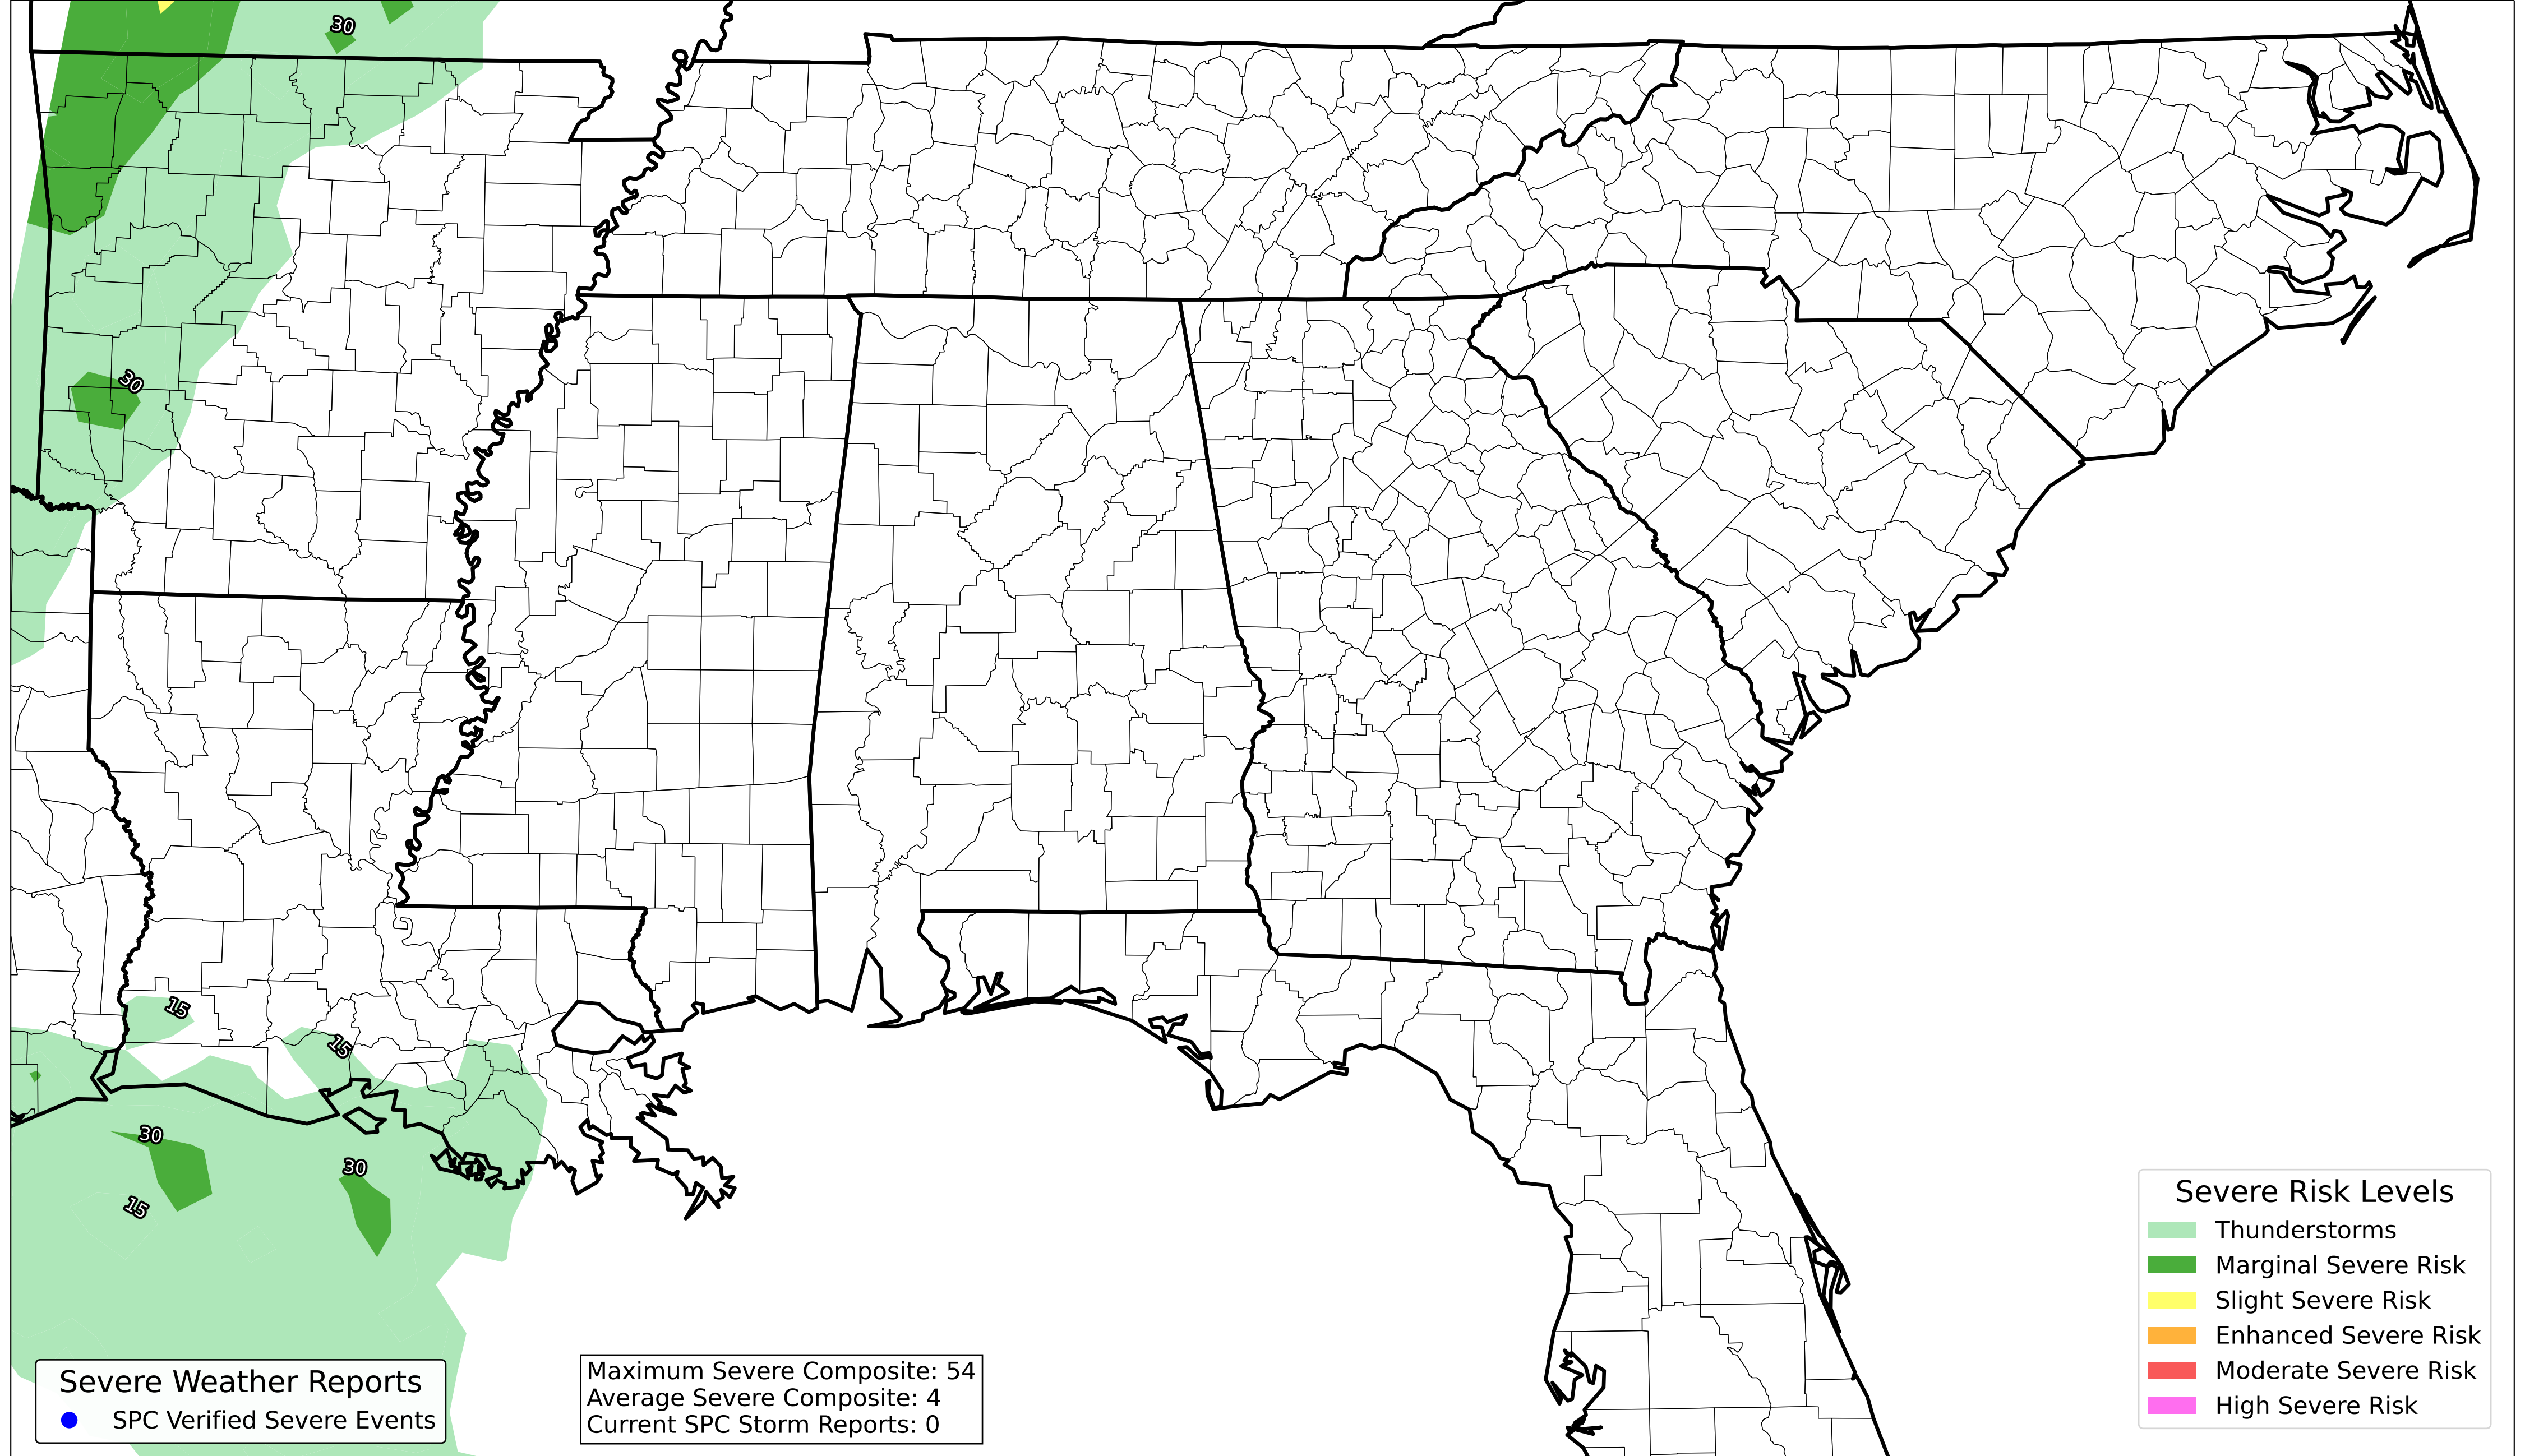 30
30
15
15
30
30
15
Severe Weather Reports
SPC Verified Severe Events
Maximum Severe Composite: 54
Average Severe Composite: 4
Current SPC Storm Reports: 0
Severe Risk Levels
Thunderstorms
Marginal Severe Risk
Slight Severe Risk
Enhanced Severe Risk
Moderate Severe Risk
High Severe Risk